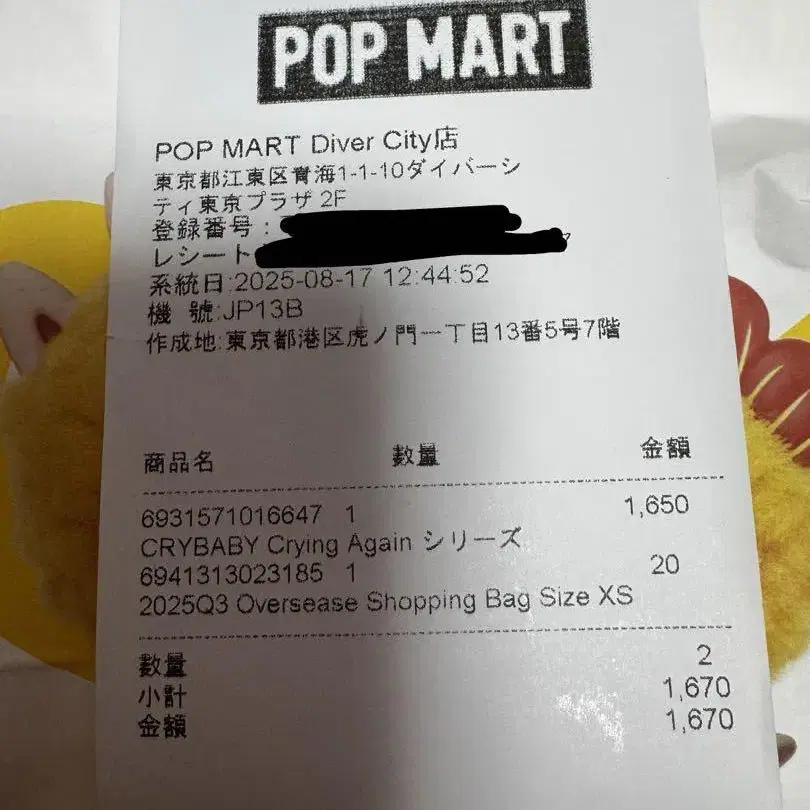 POP MART
POP MART Diver City店
東京都江東区青海1-1-10ダイバーシ
ティ東京プラザ 2F
登録番号：
レシート
系統日:2025-08-17 12:44:52
機 號:JP13B
作成地:東京都港区虎ノ門一丁目13番5号7階
商品名 数量 金額
6931571016647 1 1,650
CRYBABY Crying Again シリーズ
6941313023185 1 20
2025Q3 Oversease Shopping Bag Size XS
数量 2
小計 1,670
金額 1,670